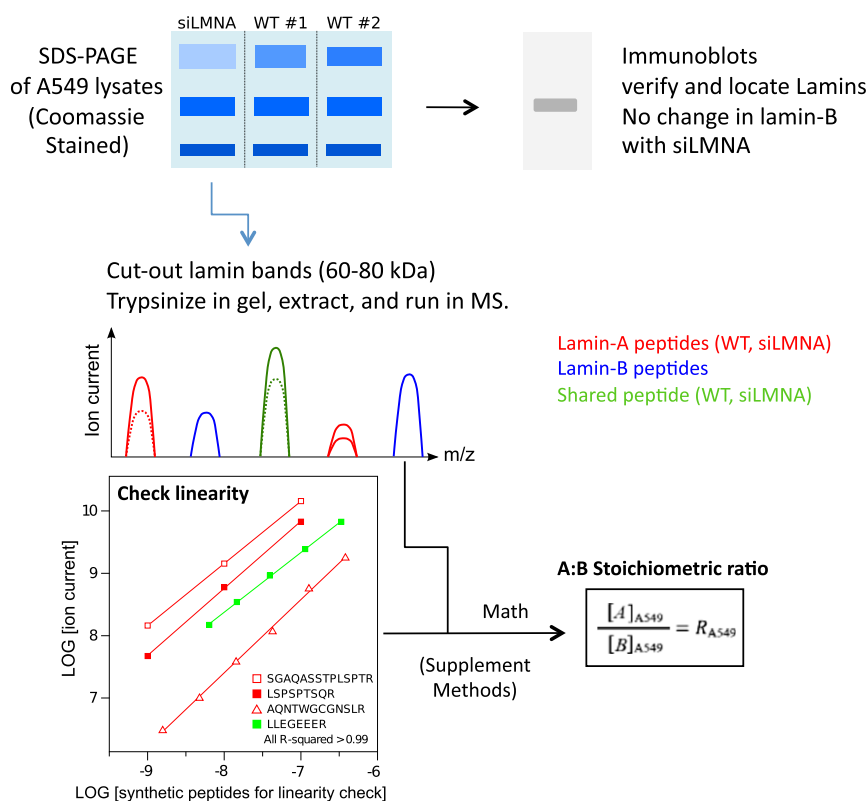 siLMNA WT #1 WT #2
SDS-PAGE
of A549 lysates
(Coomassie
Stained)
Immunoblots
verify and locate Lamins
No change in lamin-B
with siLMNA
Cut-out lamin bands (60-80 kDa)
Trypsinize in gel, extract, and run in MS.
Ion current
m/z
Lamin-A peptides (WT, siLMNA)
Lamin-B peptides
Shared peptide (WT, siLMNA)
Check linearity
LOG [ion current]
10
9
8
7
SGAQASSTPLSPTR
LSPSPTSQR
AQNTWGCGNSLR
LLEGEEER
All R-squared >0.99
-9 -8 -7 -6
LOG [synthetic peptides for linearity check]
Math
(Supplement
Methods)
A:B Stoichiometric ratio
[A]A549
[B]A549
= RA549